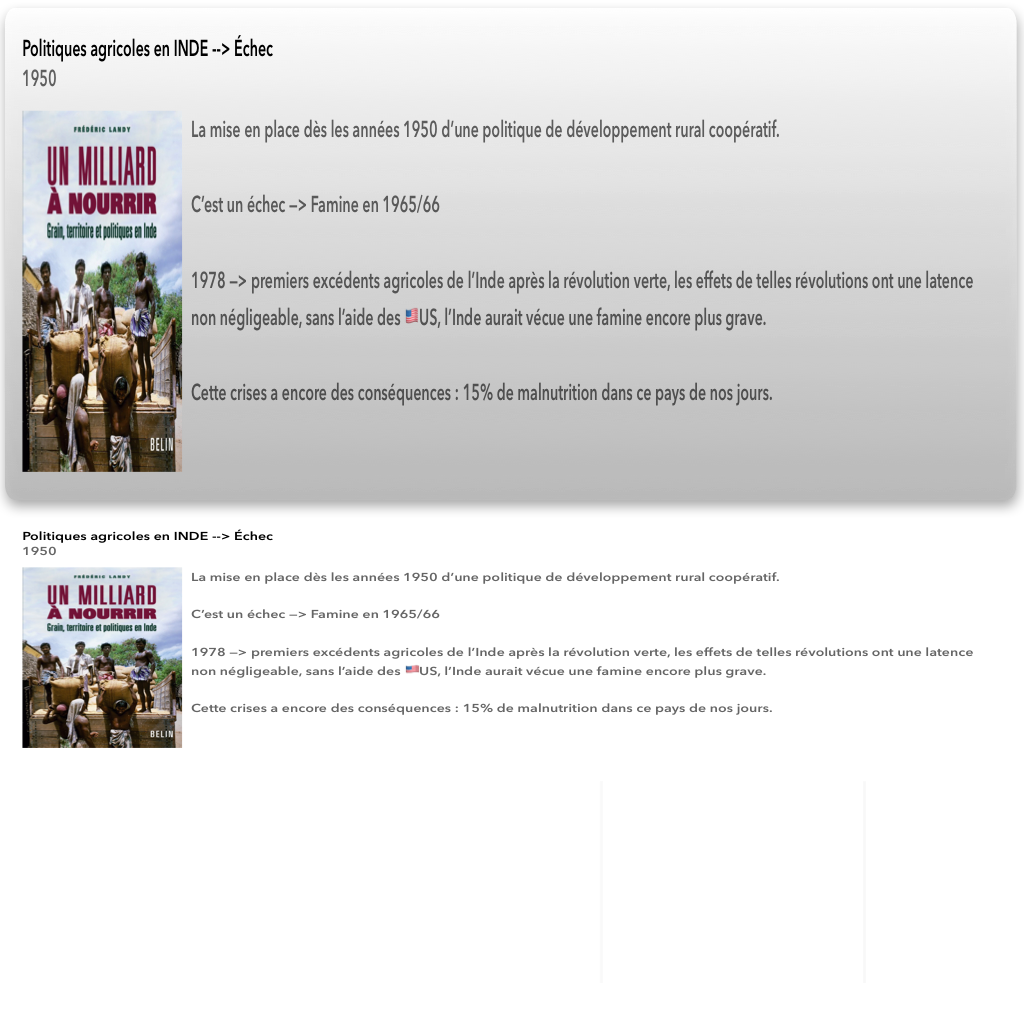 Politiques agricoles en INDE --> Échec
1950
FRÉDÉRIC LANDY
UN MILLIARD
À NOURRIR
Grain, territoire et politiques en Inde
BELIN
La mise en place dès les années 1950 d’une politique de développement rural coopératif.
C’est un échec –> Famine en 1965/66
1978 –> premiers excédents agricoles de l’Inde après la révolution verte, les effets de telles révolutions ont une latence
non négligeable, sans l’aide des 🇺🇸US, l’Inde aurait vécue une famine encore plus grave.
Cette crises a encore des conséquences : 15% de malnutrition dans ce pays de nos jours.
Politiques agricoles en INDE --> Échec
1950
FRÉDÉRIC LANDY
UN MILLIARD
À NOURRIR
Grain, territoire et politiques en Inde
BELIN
La mise en place dès les années 1950 d’une politique de développement rural coopératif.
C’est un échec –> Famine en 1965/66
1978 –> premiers excédents agricoles de l’Inde après la révolution verte, les effets de telles révolutions ont une latence
non négligeable, sans l’aide des 🇺🇸US, l’Inde aurait vécue une famine encore plus grave.
Cette crises a encore des conséquences : 15% de malnutrition dans ce pays de nos jours.